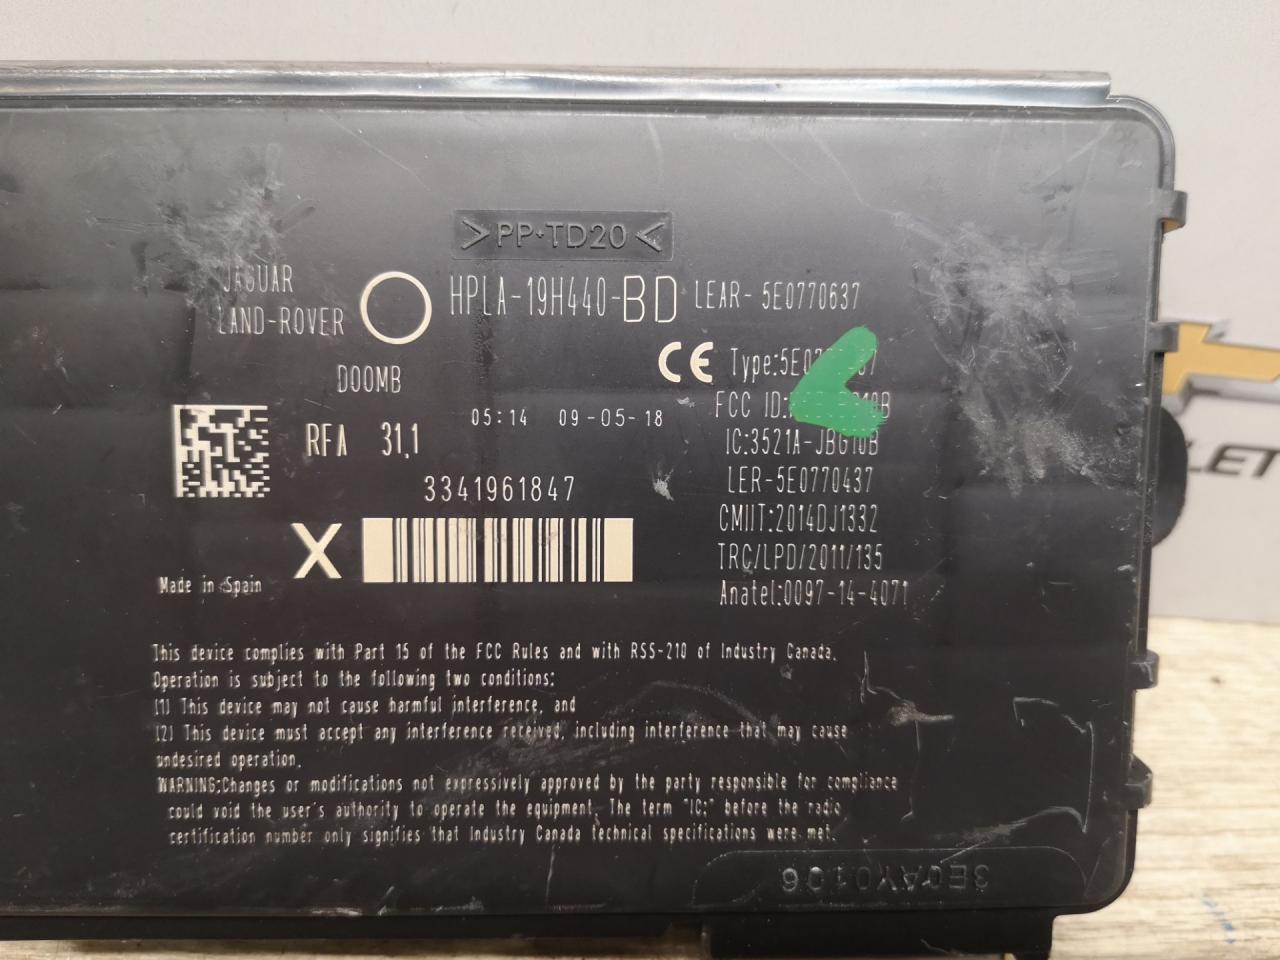 >PP-TD20<
JAGUAR
LAND-ROVER
HPLA-19H440-BD
LEAR- 5E0770637
D00MB
CE
FCC ID:
RFA 31.1
05:14 09-05-18
IC:3521A-JBG10B
LER-5E0770437
3341961847
CMIIT:2014DJ1332
X
TRC/LPD/2011/135
Made in Spain
Anatel:0097-14-4071
This device complies with Part 15 of the FCC Rules and with RSS-210 of Industry Canada.
Operation is subject to the following two conditions:
(1) This device may not cause harmful interference, and
(2) This device must accept any interference received, including interference that may cause
undesired operation.
WARNING:Changes or modifications not expressively approved by the party responsible for compliance
could void the user's authority to operate the equipment. The term "IC:" before the radio
certification number only signifies that Industry Canada technical specifications were met.
3E0AY0106
LET